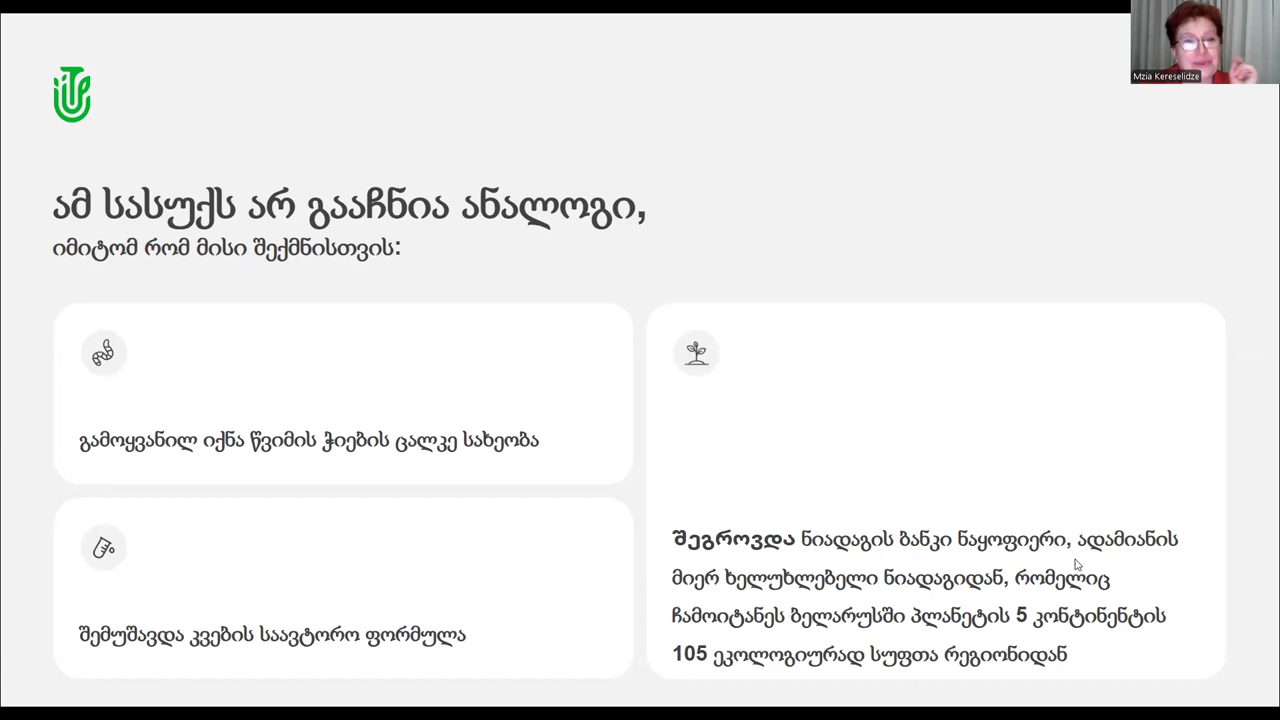 Mzia Kereselidze
ამ სასუქს არ გააჩნია ანალოგი,
იმიტომ რომ მისი შექმნისთვის:
გამოყვანილ იქნა წვიმის ჭიების ცალკე სახეობა
შემუშავდა კვების საავტორო ფორმულა
შეგროვდა ნიადაგის ბანკი ნაყოფიერი, ადამიანის
მიერ ხელუხლებელი ნიადაგიდან, რომელიც
ჩამოიტანეს ბელარუსში პლანეტის 5 კონტინენტის
105 ეკოლოგიურად სუფთა რეგიონიდან